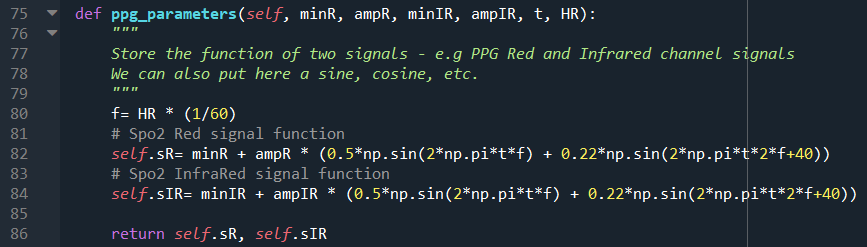 75 def ppg_parameters(self, minR, ampR, minIR, ampIR, t, HR):
76 """
77 Store the function of two signals - e.g PPG Red and Infrared channel signals
78 We can also put here a sine, cosine, etc.
79 """
80 f= HR * (1/60)
81 # Spo2 Red signal function
82 self.sR= minR + ampR * (0.5*np.sin(2*np.pi*t*f) + 0.22*np.sin(2*np.pi*t*2*f+40))
83 # Spo2 InfraRed signal function
84 self.sIR= minIR + ampIR * (0.5*np.sin(2*np.pi*t*f) + 0.22*np.sin(2*np.pi*t*2*f+40))
85
86 return self.sR, self.sIR